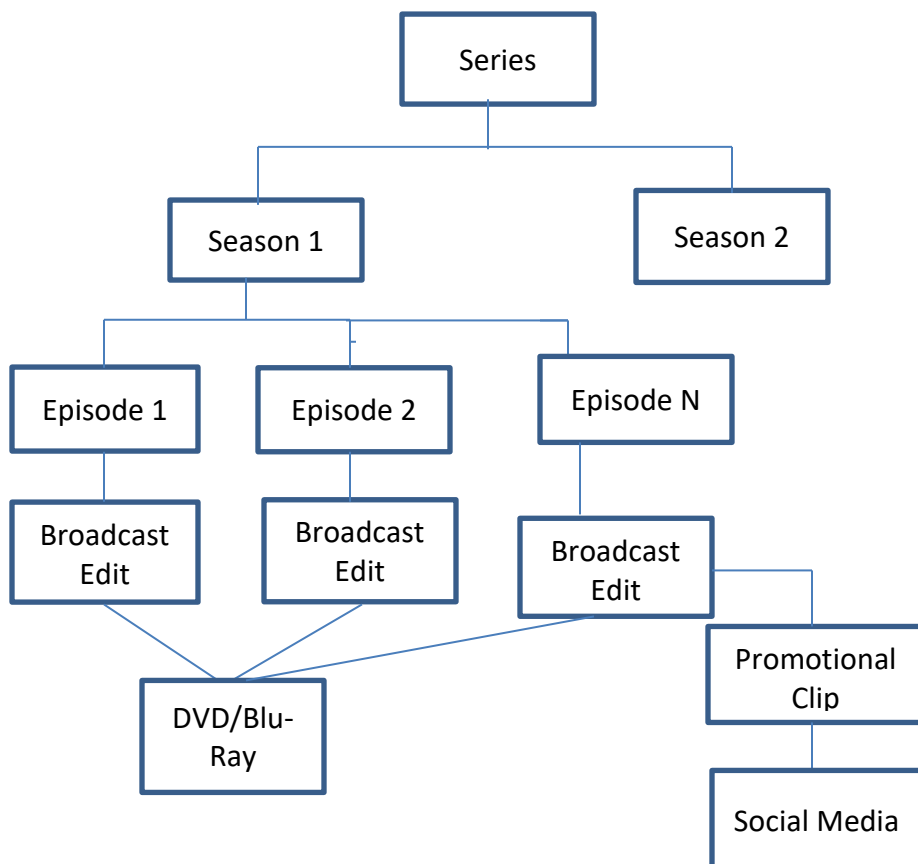 Series
Season 1
Season 2
Episode 1
Episode 2
Episode N
Broadcast
Edit
Broadcast
Edit
Broadcast
Edit
Promotional
Clip
DVD/Blu-
Ray
Social Media